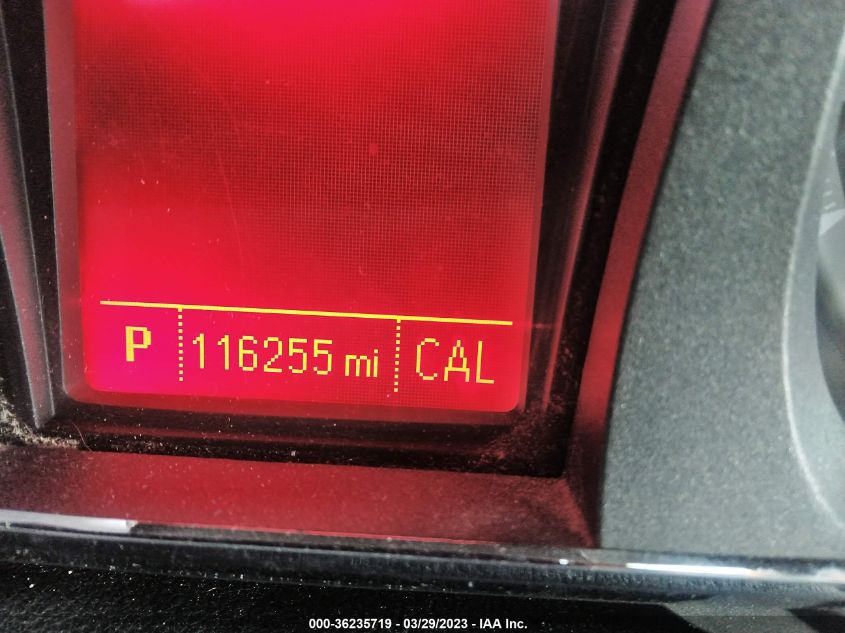 P 116255 mi CAL
000-36235719 - 03/29/2023 - IAA Inc.